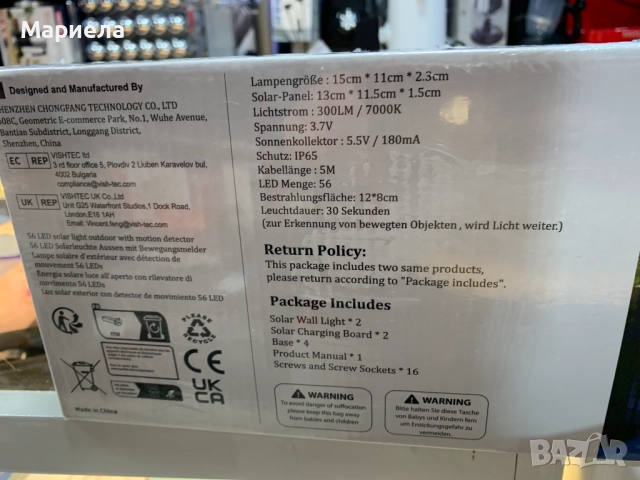 Мариела
Designed and Manufactured By
SHENZHEN CHONGFANG TECHNOLOGY CO., LTD
608C, Geometric E-commerce Park, No.1, Wuhe Avenue,
Bantian Subdistrict, Longgang District,
Shenzhen, China
EC REP
VISHTEC ltd
3 rd floor office 5, Plovdiv 2 Liuben Karavelov bul,
4002 Bulgaria
compliance@vish-tec.com
UK REP
VISHTEC UK Co.,Ltd
Unit G25 Waterfront Studios,1 Dock Road,
London,E16 1AH
Email: Vincent.feng@vish-tec.com
56 LED solar light outdoor with motion detector
56 LED Solarleuchte Aussen mit Bewegungsmelder
Lampe solaire d'extérieur avec détection de
mouvement 56 LEDs
Energia solare luce all'aperto con rilevatore di
movimento 56 LEDs
Luz solar exterior con detector de movimiento 56 LED
PLEASE
RECYCLE
CE
UK
CA
Made in China
Lampengröße : 15cm * 11cm * 2.3cm
Solar-Panel: 13cm * 11.5cm * 1.5cm
Lichtstrom : 300LM / 7000K
Spannung: 3.7V
Sonnenkollektor : 5.5V / 180mA
Schutz: IP65
Kabellänge : 5M
LED Menge : 56
Bestrahlungsfläche: 12*8cm
Leuchtdauer: 30 Sekunden
(zur Erkennung von bewegten Objekten , wird Licht weiter.)
Return Policy:
This package includes two same products,
please return according to "Package includes".
Package Includes
Solar Wall Light * 2
Solar Charging Board * 2
Base * 4
Product Manual * 1
Screws and Screw Sockets * 16
WARNING
To avoid danger of suffocation
please keep this bag away
from babies and children
WARNING
Bitte halten Sie diese Tasche
von Babys und Kindern fern
um Erstickungsgefahr zu
vermeiden.
BAZAR